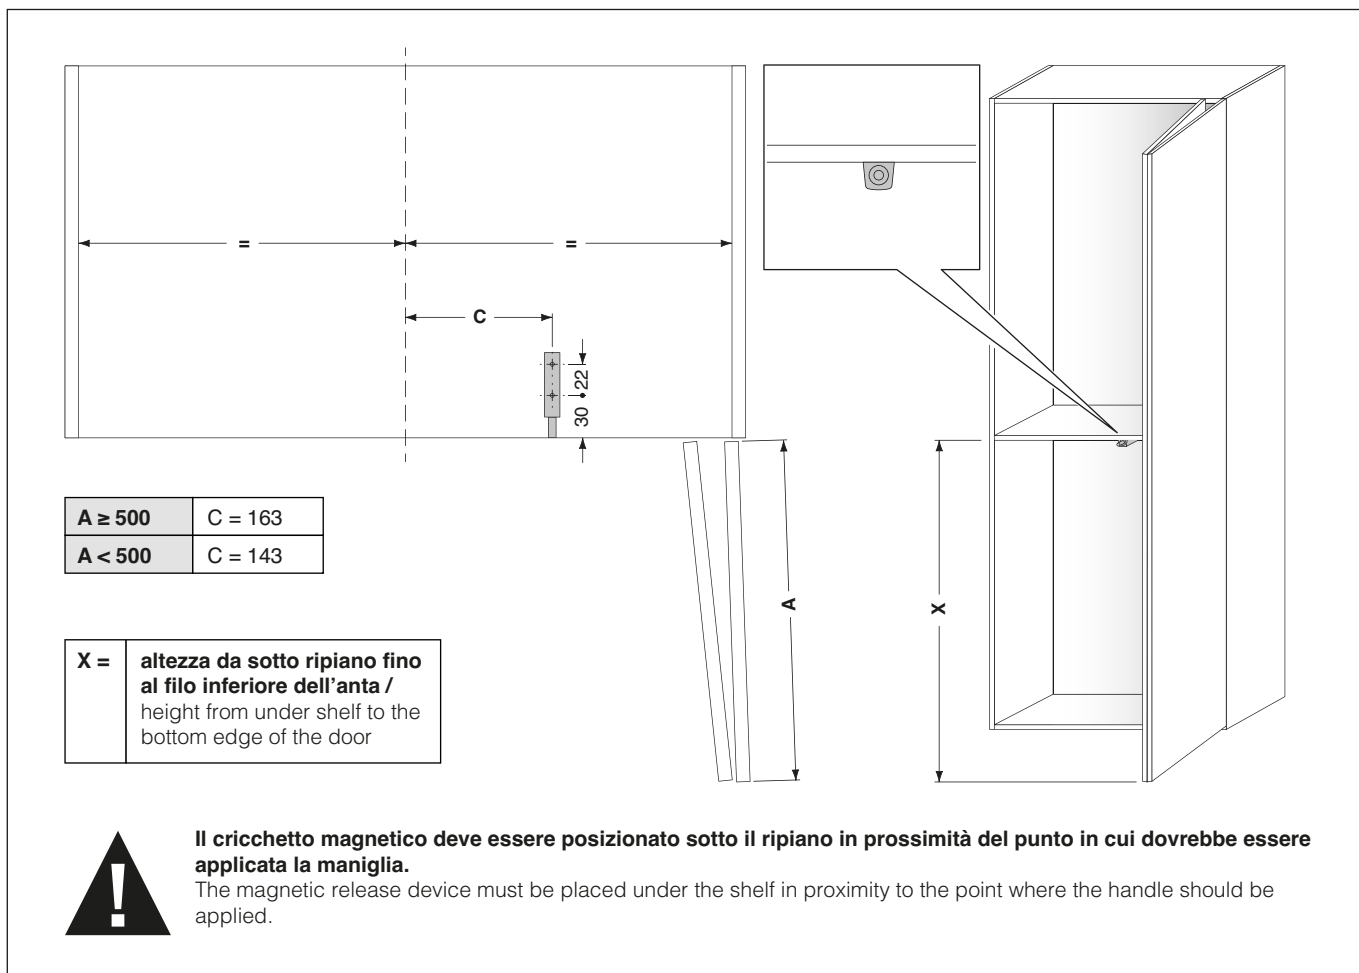 =
=
C
22
30
A ≥ 500 C = 163
A < 500 C = 143
A
X
X = altezza da sotto ripiano fino
al filo inferiore dell'anta /
height from under shelf to the
bottom edge of the door
Il cricchetto magnetico deve essere posizionato sotto il ripiano in prossimità del punto in cui dovrebbe essere
applicata la maniglia.
The magnetic release device must be placed under the shelf in proximity to the point where the handle should be
applied.